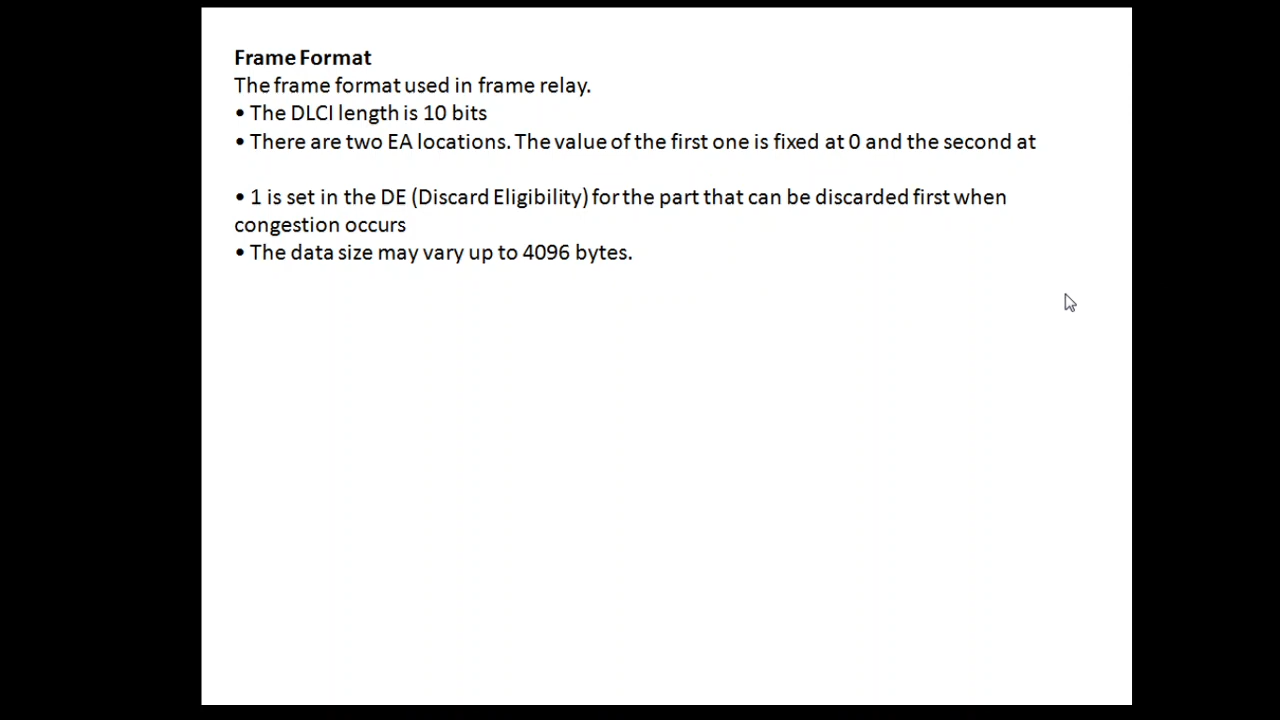 Frame Format
The frame format used in frame relay.
• The DLCI length is 10 bits
• There are two EA locations. The value of the first one is fixed at 0 and the second at
• 1 is set in the DE (Discard Eligibility) for the part that can be discarded first when
congestion occurs
• The data size may vary up to 4096 bytes.